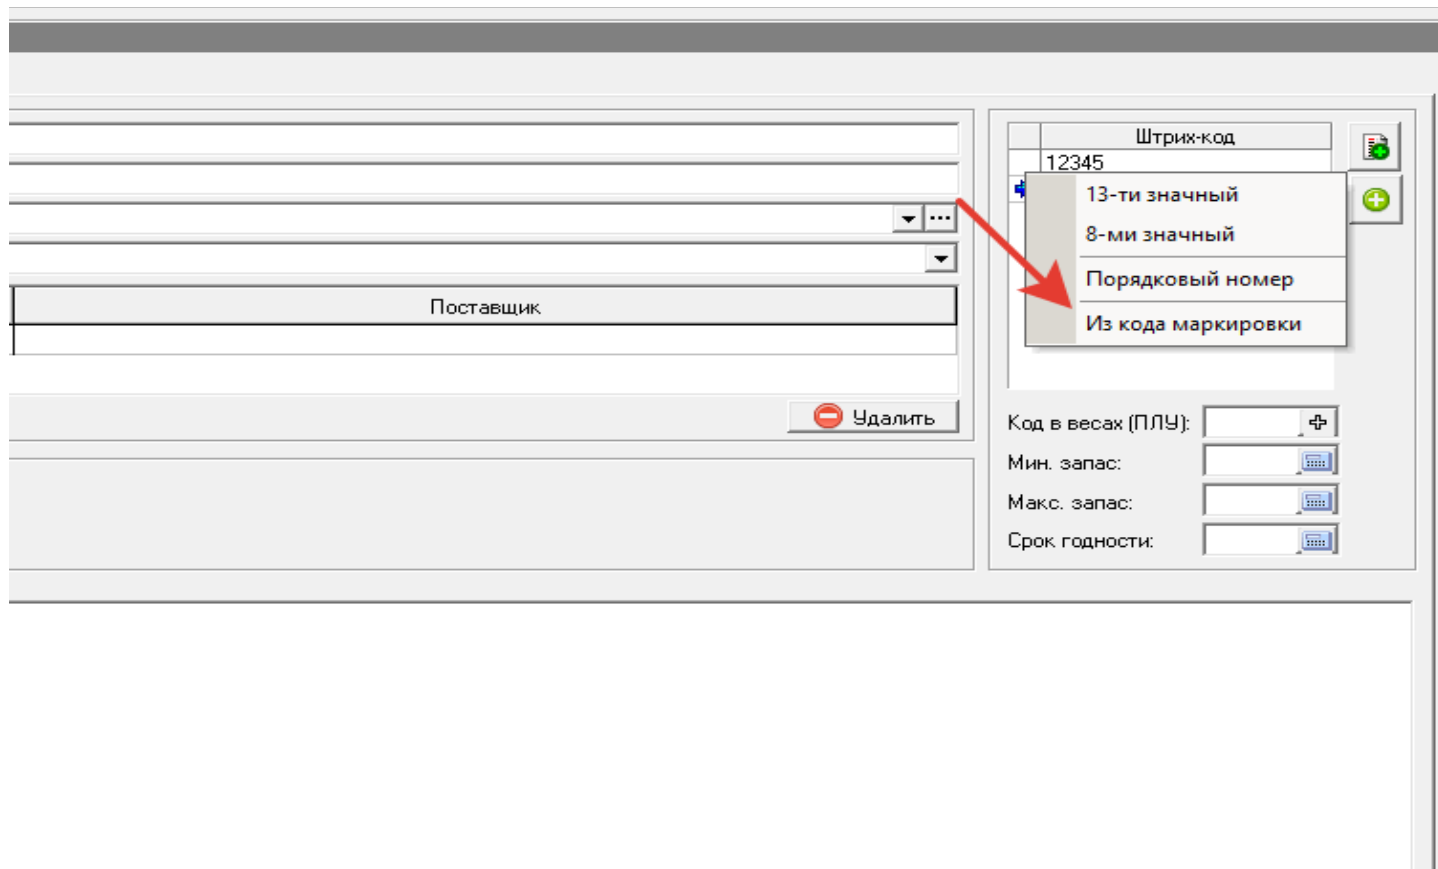 Штрих-код
12345
13-ти значный
8-ми значный
Порядковый номер
Из кода маркировки
Поставщик
Удалить
Код в весах (ПЛУ):
Мин. запас:
Макс. запас:
Срок годности: